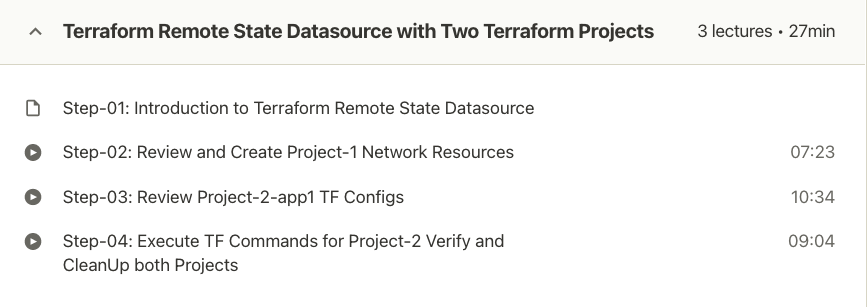 Terraform Remote State Datasource with Two Terraform Projects 3 lectures • 27min
Step-01: Introduction to Terraform Remote State Datasource
Step-02: Review and Create Project-1 Network Resources 07:23
Step-03: Review Project-2-app1 TF Configs 10:34
Step-04: Execute TF Commands for Project-2 Verify and 09:04
CleanUp both Projects